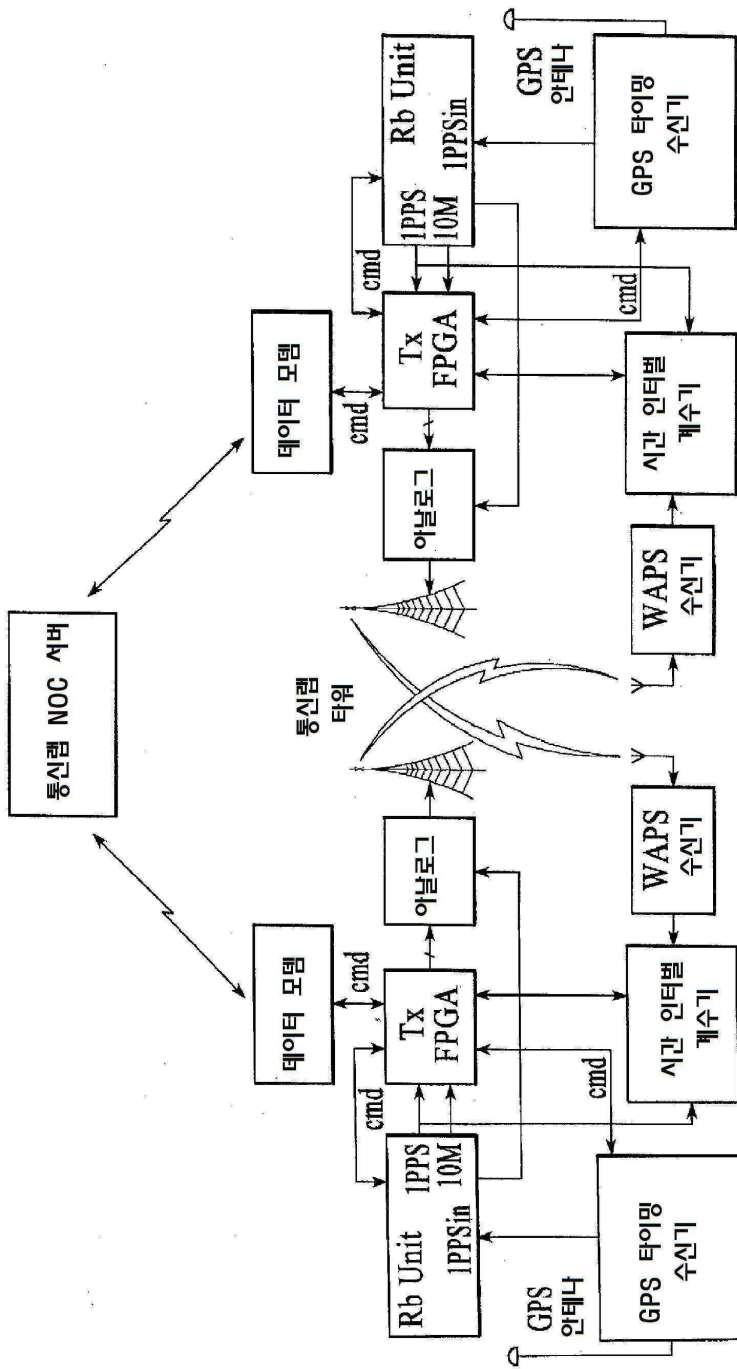 통신랩 NOC 서버
데이터 모뎀
데이터 모뎀
cmd
cmd
cmd
cmd
Rb Unit
1PPS
10M
1PPSin
Tx
FPGA
아날로그
통신랩
타워
아날로그
Tx
FPGA
Rb Unit
1PPS
10M
1PPSin
cmd
cmd
GPS
안테나
GPS 타이밍
수신기
시간 인터벌
계수기
WAPS
수신기
WAPS
수신기
시간 인터벌
계수기
GPS
안테나
GPS 타이밍
수신기